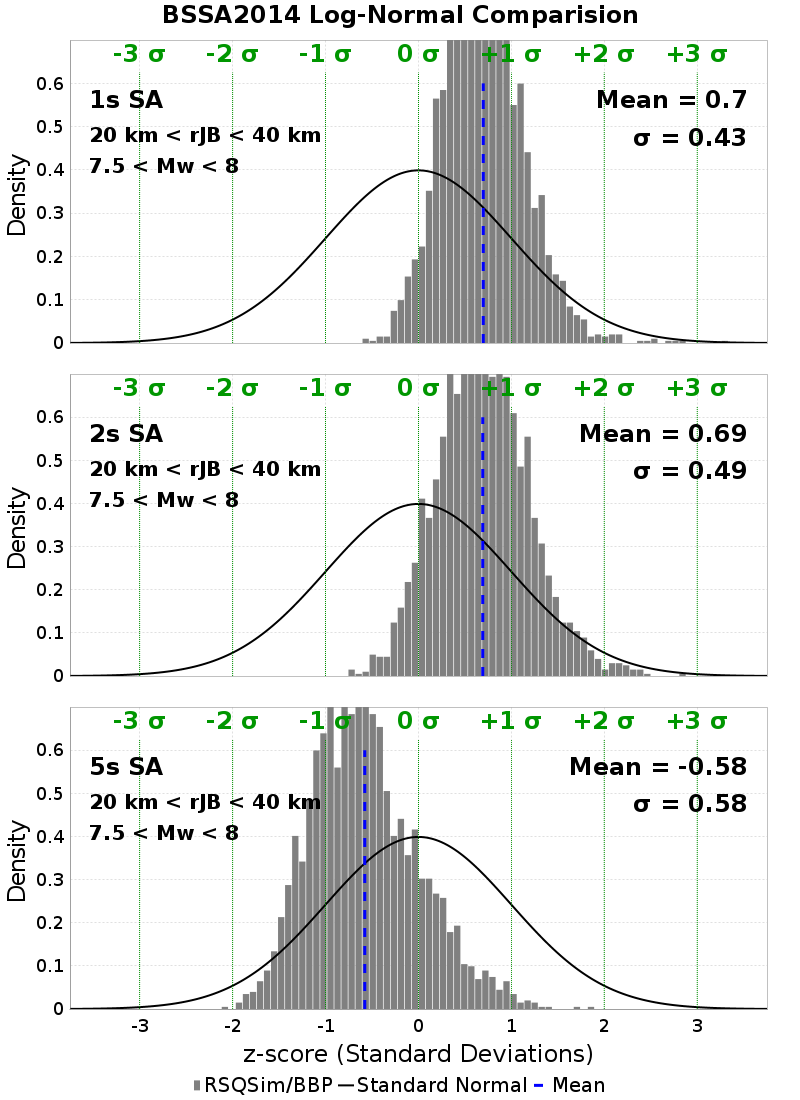 BSSA2014 Log-Normal Comparision
-3 σ -2 σ -1 σ 0 σ +1 σ +2 σ +3 σ
0.6
1s SA Mean = 0.7
0.5
20 km < rJB < 40 km σ = 0.43
7.5 < Mw < 8
0.4
Density
0.3
0.2
0.1
0
-3 σ -2 σ -1 σ 0 σ +1 σ +2 σ +3 σ
0.6
2s SA Mean = 0.69
0.5
20 km < rJB < 40 km σ = 0.49
7.5 < Mw < 8
0.4
Density
0.3
0.2
0.1
0
-3 σ -2 σ -1 σ 0 σ +1 σ +2 σ +3 σ
0.6
5s SA Mean = -0.58
0.5
20 km < rJB < 40 km σ = 0.58
7.5 < Mw < 8
0.4
Density
0.3
0.2
0.1
0
-3 -2 -1 0 1 2 3
z-score (Standard Deviations)
RSQSim/BBP Standard Normal Mean